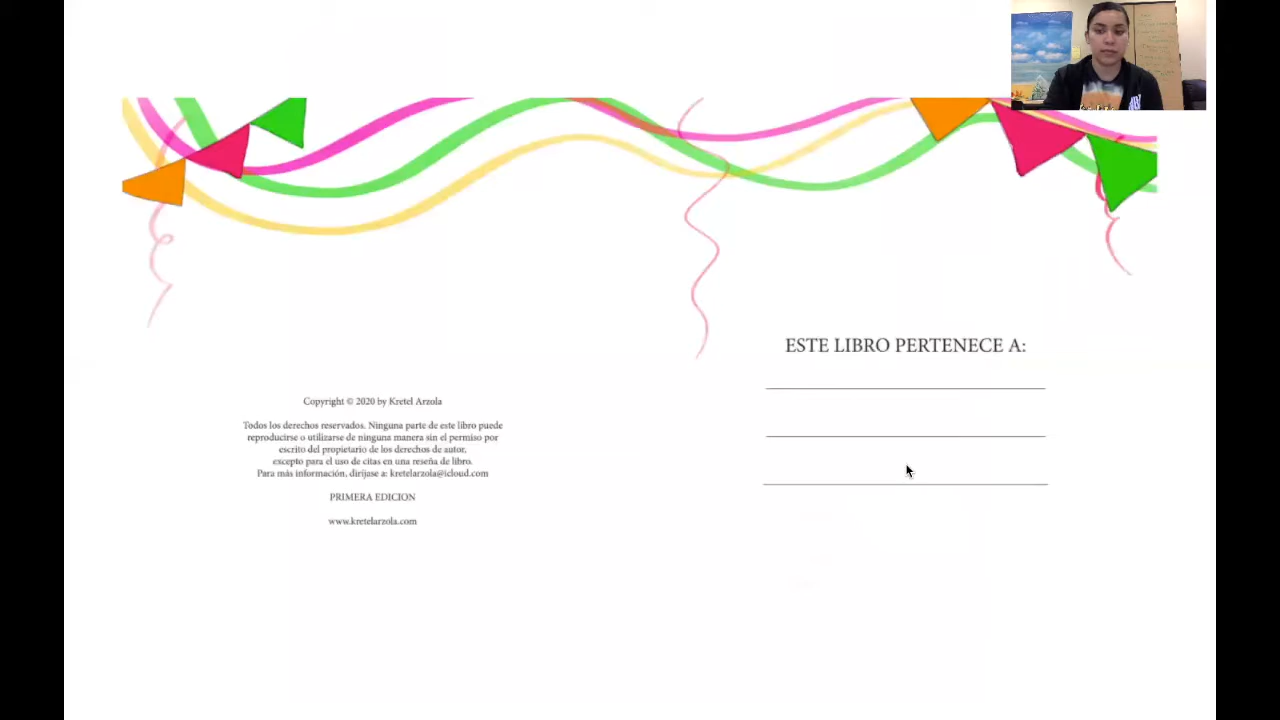 Copyright © 2020 by Kretel Arzola
Todos los derechos reservados. Ninguna parte de este libro puede
reproducirse o utilizarse de ninguna manera sin el permiso por
escrito del propietario de los derechos de autor,
excepto para el uso de citas en una reseña de libro.
Para más información, diríjase a: kretelarzola@icloud.com
PRIMERA EDICION
www.kretelarzola.com
ESTE LIBRO PERTENECE A: